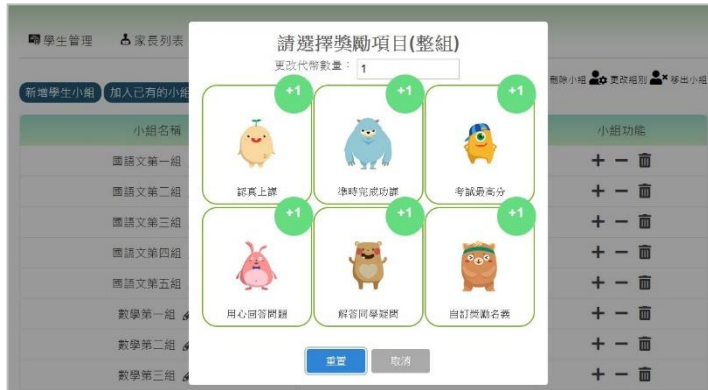 學生管理 家長列表
請選擇獎勵項目(整組)
更改代幣數量： 1
新增學生小組 加入已有的小組
刪除小組 更改組別 移出小組
小組名稱 小組功能
+1 +1 +1
認真上課 準時完成功課 考試最高分
+1 +1 +1
用心回答問題 解答同學疑問 自訂獎勵名義
國語文第一組
國語文第二組
國語文第三組
國語文第四組
國語文第五組
數學第一組
數學第二組
數學第三組
重置 取消